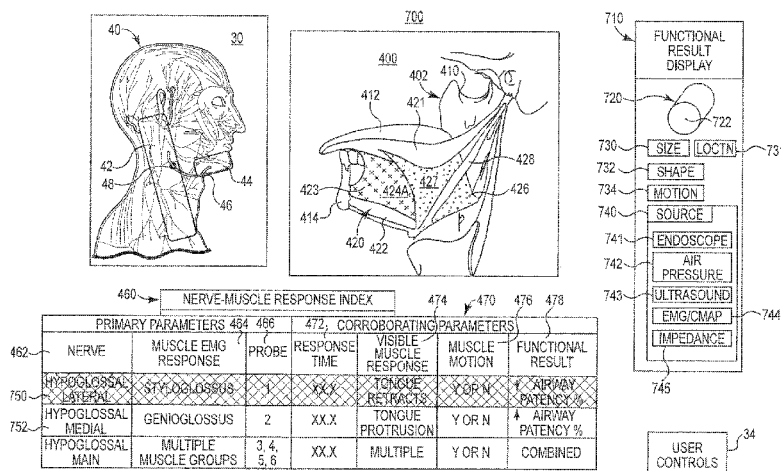 700
40
30
42
48
44
46
400
402
410
412
421
428
423
424A
427
426
414
420
422
710
FUNCTIONAL
RESULT
DISPLAY
720
722
730 SIZE LOCTN 73
732 SHAPE
734 MOTION
740 SOURCE
741 ENDOSCOPE
742 AIR
PRESSURE
743 ULTRASOUND
744
EMG/CMAP
IMPEDANCE
745
460 NERVE-MUSCLE RESPONSE INDEX
474 470 476 478
PRIMARY PARAMETERS 464 466 472 CORROBORATING PARAMETERS
462 NERVE
MUSCLE EMG
RESPONSE
PROBE
RESPONSE
TIME
VISIBLE
MUSCLE
RESPONSE
MUSCLE
MOTION
FUNCTIONAL
RESULT
HYPOGLOSSAL
LATERAL
750
STYLOGLOSSUS
1
XX.X
TONGUE
RETRACTS
Y OR N
AIRWAY
PATENCY %
HYPOGLOSSAL
MEDIAL
752
GENIOGLOSSUS
2
XX.X
TONGUE
PROTRUSION
Y OR N
AIRWAY
PATENCY %
HYPOGLOSSAL
MAIN
MULTIPLE
MUSCLE GROUPS
3, 4,
5, 6
XX.X
MULTIPLE
Y OR N
COMBINED
34
USER
CONTROLS